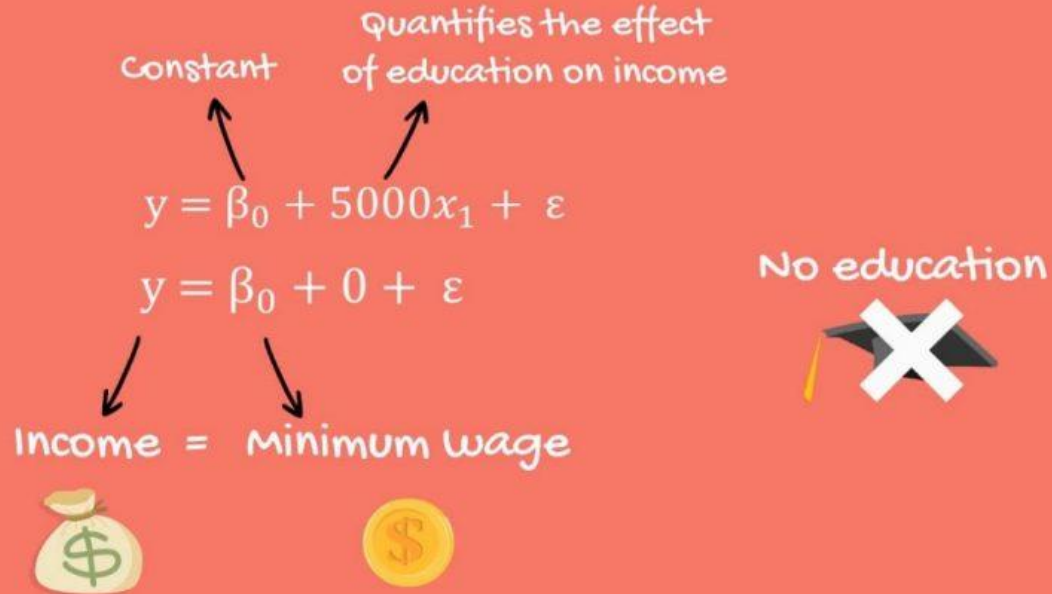 Quantifies the effect
Constant
of education on income
y = β₀ + 5000x₁ + ε
y = β₀ + 0 + ε
No education
Income = Minimum wage
$
$